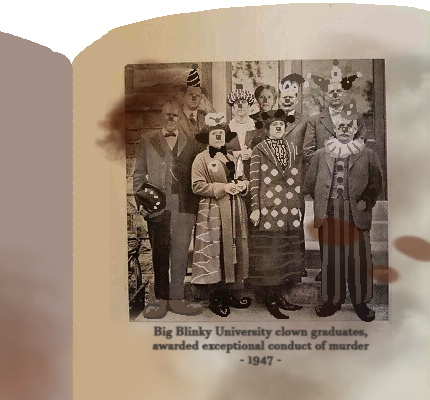 Big Blinky University clown graduates,
awarded exceptional conduct of murder
- 1947 -